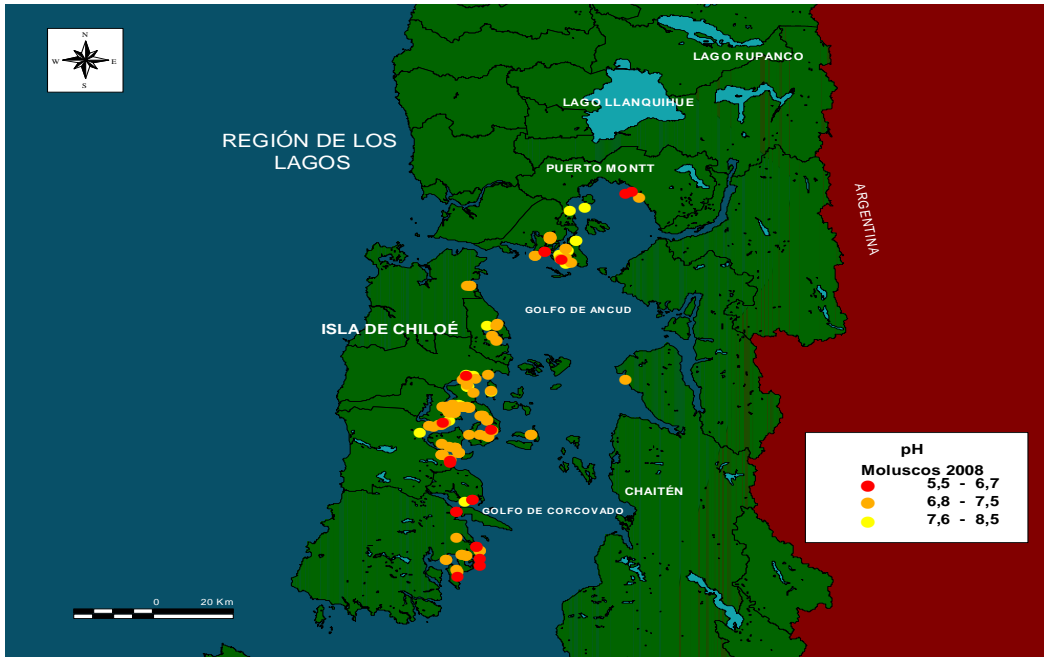 N
W E
S
LAGO RUPANCO
LAGO LLANQUIHUE
REGIÓN DE LOS
LAGOS
PUERTO MONTT
ARGENTINA
GOLFO DE ANCUD
ISLA DE CHILOÉ
CHAITÉN
GOLFO DE CORCOVADO
pH
Moluscos 2008
5,5 - 6,7
6,8 - 7,5
7,6 - 8,5
0 20 Km